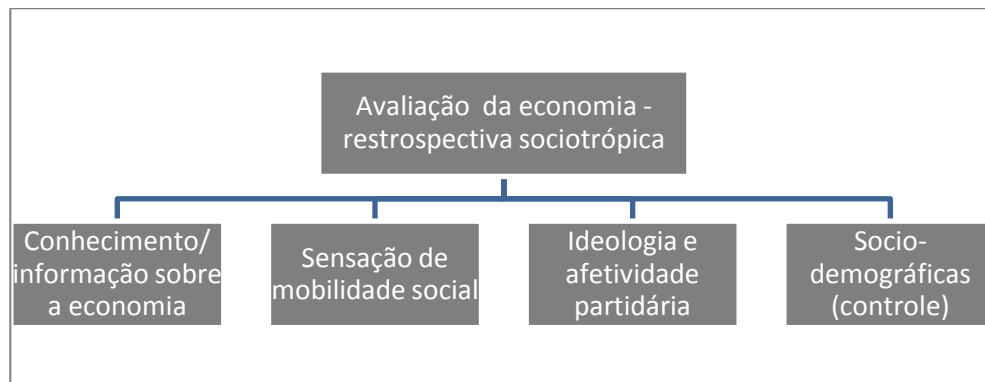 Avaliação da economia -
restrospectiva sociotrópica
Conhecimento/
informação sobre
a economia
Sensação de
mobilidade social
Ideologia e
afetividade
partidária
Socio-
demográficas
(controle)